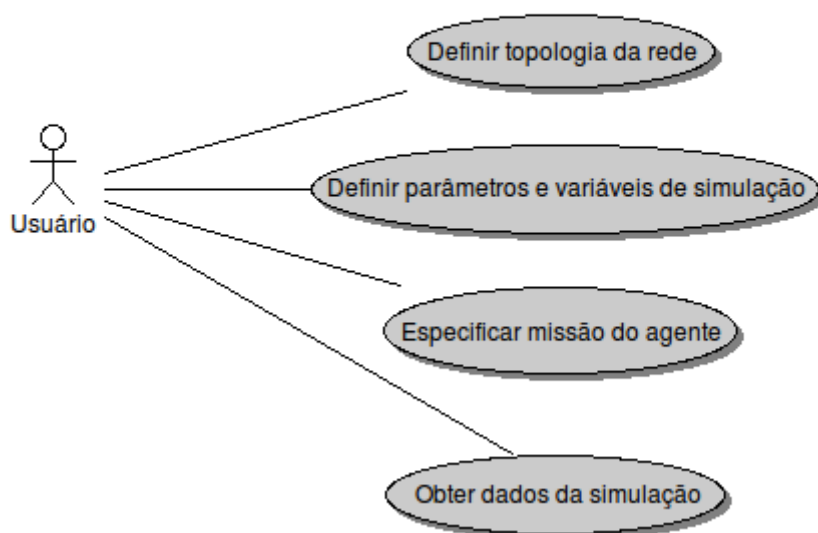 Definir topologia da rede
Definir parâmetros e variáveis de simulação
Usuário
Especificar missão do agente
Obter dados da simulação